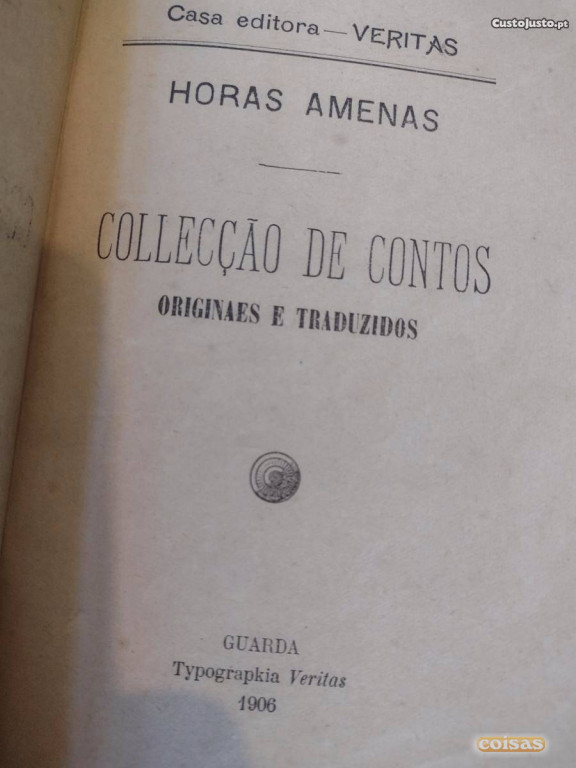 Custojusto.pt
Casa editora—VERITAS
HORAS AMENAS
COLLECÇÃO DE CONTOS
ORIGINAES E TRADUZIDOS
GUARDA
Typograpkia Veritas
1906
coisas